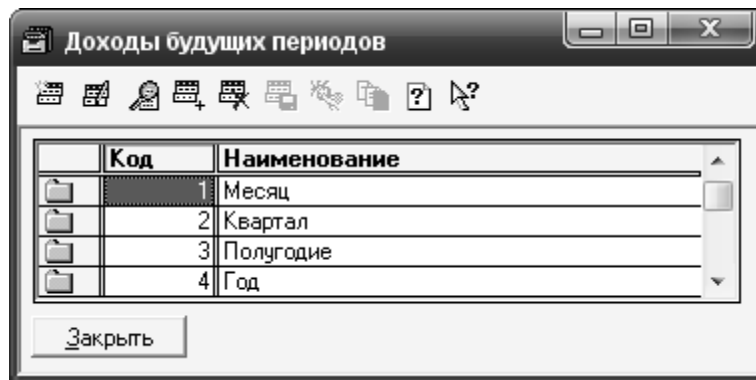 Доходы будущих периодов
Код Наименование
1 Месяц
2 Квартал
3 Полугодие
4 Год
Закрыть